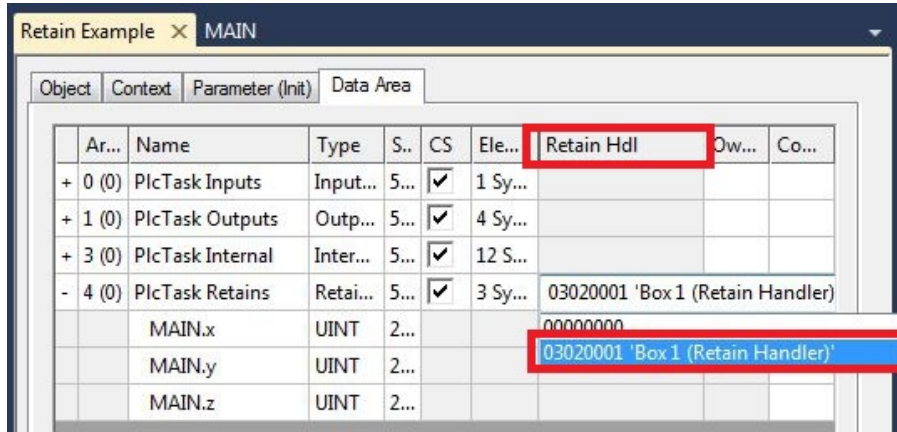 Retain Example X MAIN
Object Context Parameter (Init) Data Area
Ar... Name Type S.. CS Ele... Retain Hdl Ow... Co...
+ 0 (0) PlcTask Inputs Input... 5... 1 Sy...
+ 1 (0) PlcTask Outputs Outp... 5... 4 Sy...
+ 3 (0) PlcTask Internal Inter... 5... 12 S...
- 4 (0) PlcTask Retains Retai... 5... 3 Sy... 03020001 'Box 1 (Retain Handler)
MAIN.x UINT 2... 00000000
MAIN.y UINT 2... 03020001 'Box 1 (Retain Handler)'
MAIN.z UINT 2...